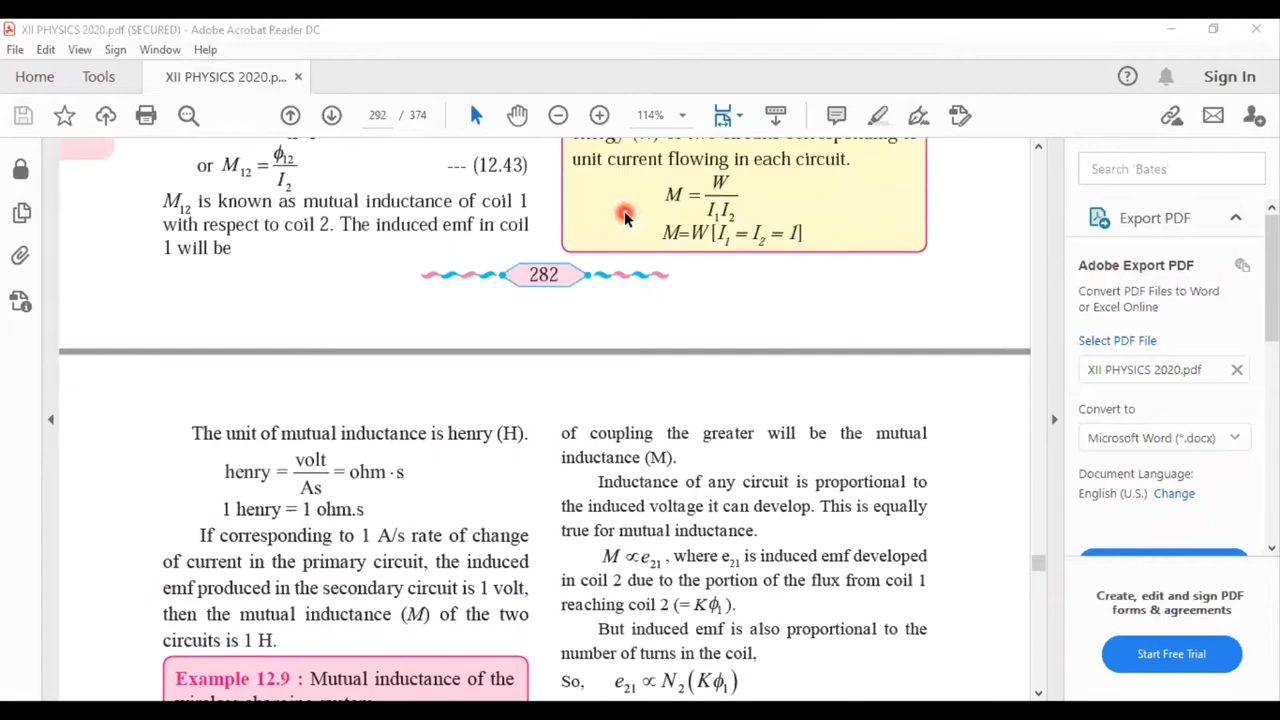 XII PHYSICS 2020.pdf (SECURED) - Adobe Acrobat Reader DC
File Edit View Sign Window Help
Home Tools XII PHYSICS 2020.p... × Sign In
292 / 374 114%
or M₁₂ = ϕ₁₂ / I₂ --- (12.43)
M₁₂ is known as mutual inductance of coil 1
with respect to coil 2. The induced emf in coil
1 will be
unit current flowing in each circuit.
M = W / I₁I₂
M=W[I₁ = I₂ = 1]
282
The unit of mutual inductance is henry (H).
henry = volt / As = ohm·s
1 henry = 1 ohm.s
If corresponding to 1 A/s rate of change
of current in the primary circuit, the induced
emf produced in the secondary circuit is 1 volt,
then the mutual inductance (M) of the two
circuits is 1 H.
Example 12.9 : Mutual inductance of the
of coupling the greater will be the mutual
inductance (M).
Inductance of any circuit is proportional to
the induced voltage it can develop. This is equally
true for mutual inductance.
M ∝e₂₁ , where e₂₁ is induced emf developed
in coil 2 due to the portion of the flux from coil 1
reaching coil 2 (= Kϕ₁).
But induced emf is also proportional to the
number of turns in the coil,
So, e₂₁ ∝ N₂(Kϕ₁)
Search 'Bates'
Export PDF
Adobe Export PDF
Convert PDF Files to Word
or Excel Online
Select PDF File
XII PHYSICS 2020.pdf ×
Convert to
Microsoft Word (*.docx)
Document Language:
English (U.S.) Change
Create, edit and sign PDF
forms & agreements
Start Free Trial